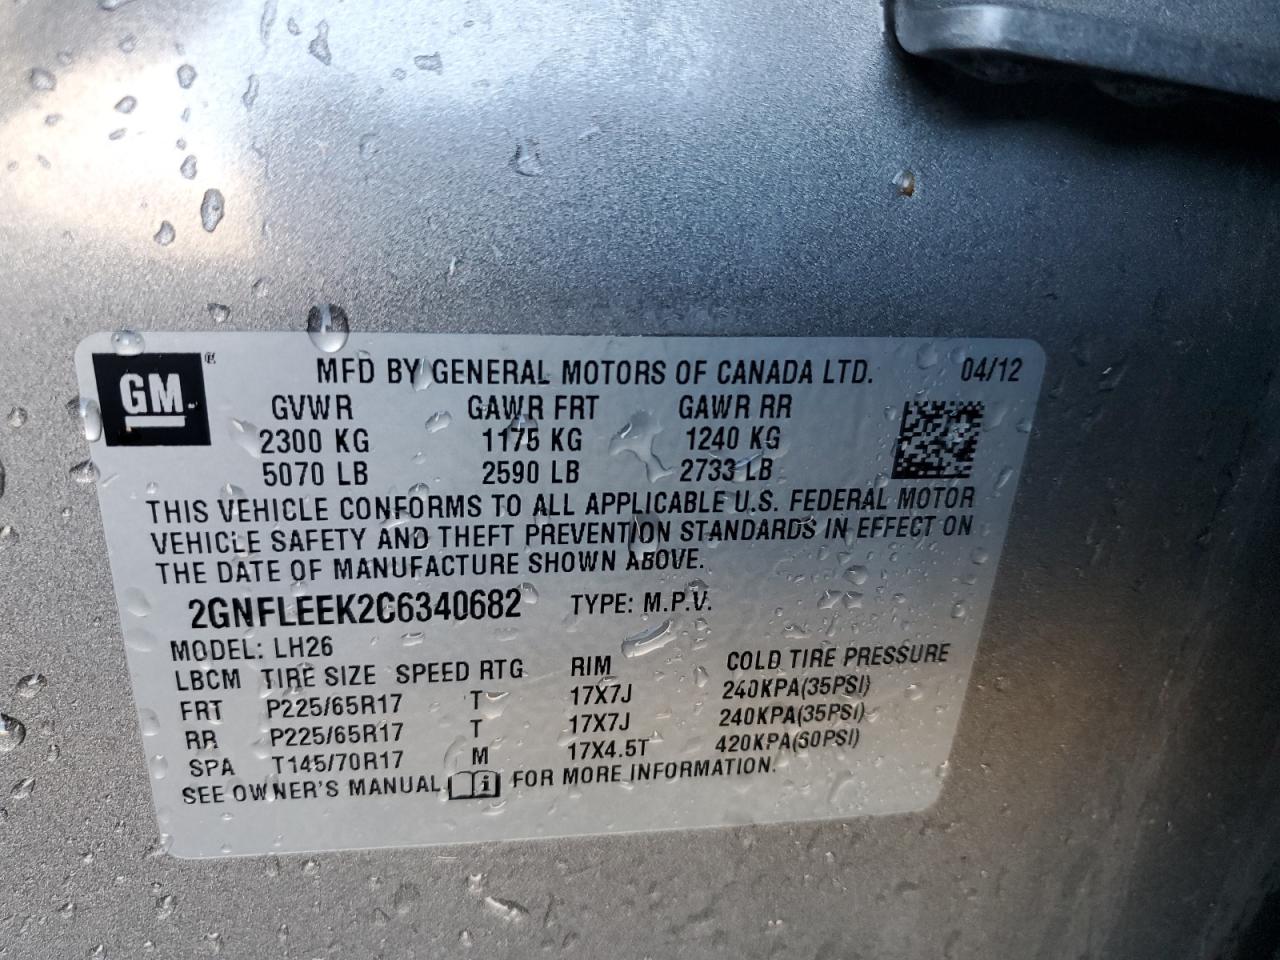 GM ®
MFD BY GENERAL MOTORS OF CANADA LTD. 04/12
GVWR GAWR FRT GAWR RR
2300 KG 1175 KG 1240 KG
5070 LB 2590 LB 2733 LB
THIS VEHICLE CONFORMS TO ALL APPLICABLE U.S. FEDERAL MOTOR
VEHICLE SAFETY AND THEFT PREVENTION STANDARDS IN EFFECT ON
THE DATE OF MANUFACTURE SHOWN ABOVE.
2GNFLEEK2C6340682 TYPE: M.P.V.
MODEL: LH26
LBCM TIRE SIZE SPEED RTG RIM COLD TIRE PRESSURE
FRT P225/65R17 T 17X7J 240KPA(35PSI)
RR P225/65R17 T 17X7J 240KPA(35PSI)
SPA T145/70R17 M 17X4.5T 420KPA(60PSI)
SEE OWNER'S MANUAL i FOR MORE INFORMATION.